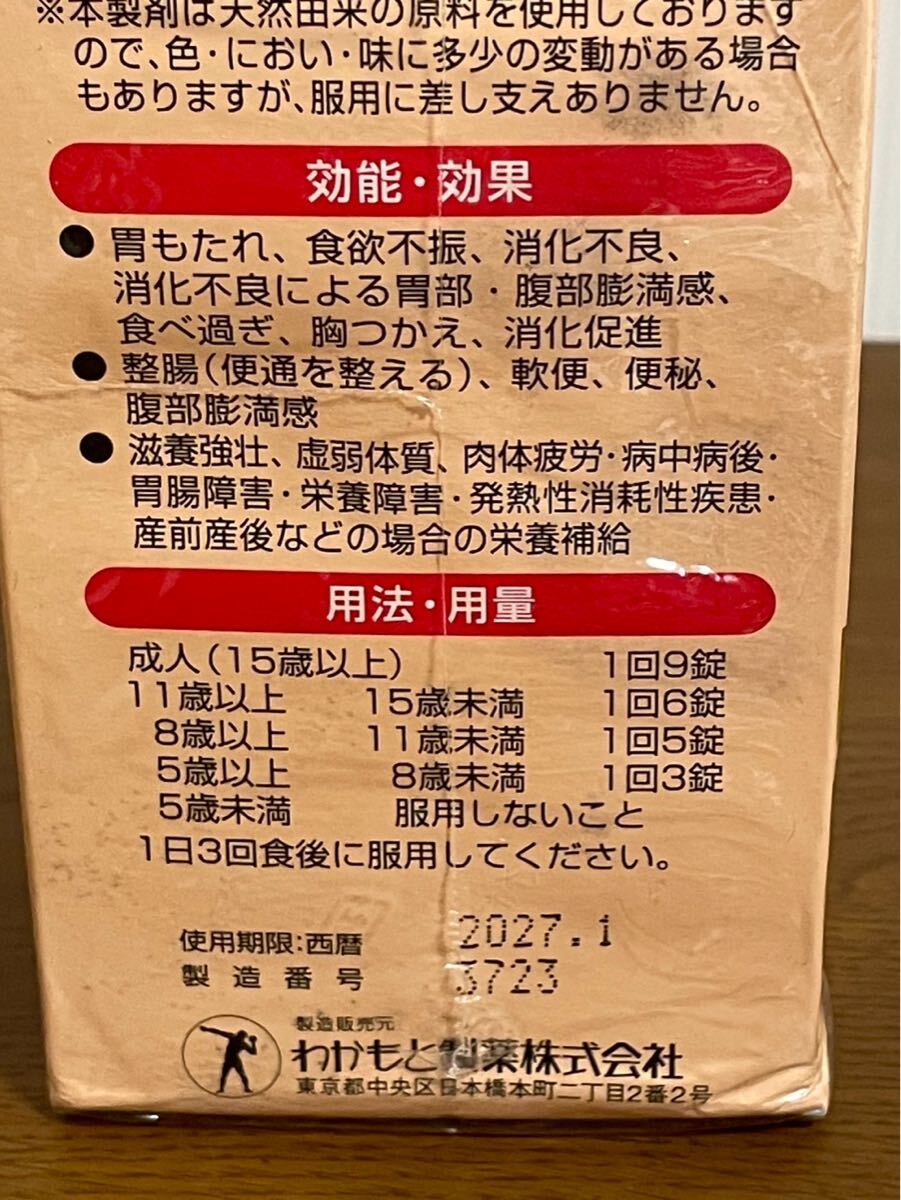 ※本製剤は天然由来の原料を使用しております
ので、色・におい・味に多少の変動がある場合
もありますが、服用に差し支えありません。
効能・効果
●胃もたれ、食欲不振、消化不良、
消化不良による胃部・腹部膨満感、
食べ過ぎ、胸つかえ、消化促進
●整腸（便通を整える）、軟便、便秘、
腹部膨満感
●滋養強壮、虚弱体質、肉体疲労・病中病後・
胃腸障害・栄養障害・発熱性消耗性疾患・
産前産後などの場合の栄養補給
用法・用量
成人（15歳以上） 1回9錠
11歳以上 15歳未満 1回6錠
8歳以上 11歳未満 1回5錠
5歳以上 8歳未満 1回3錠
5歳未満 服用しないこと
1日3回食後に服用してください。
使用期限：西暦 2027.1
製造番号 3723
製造販売元
わかもと製薬株式会社
東京都中央区日本橋本町二丁目2番2号